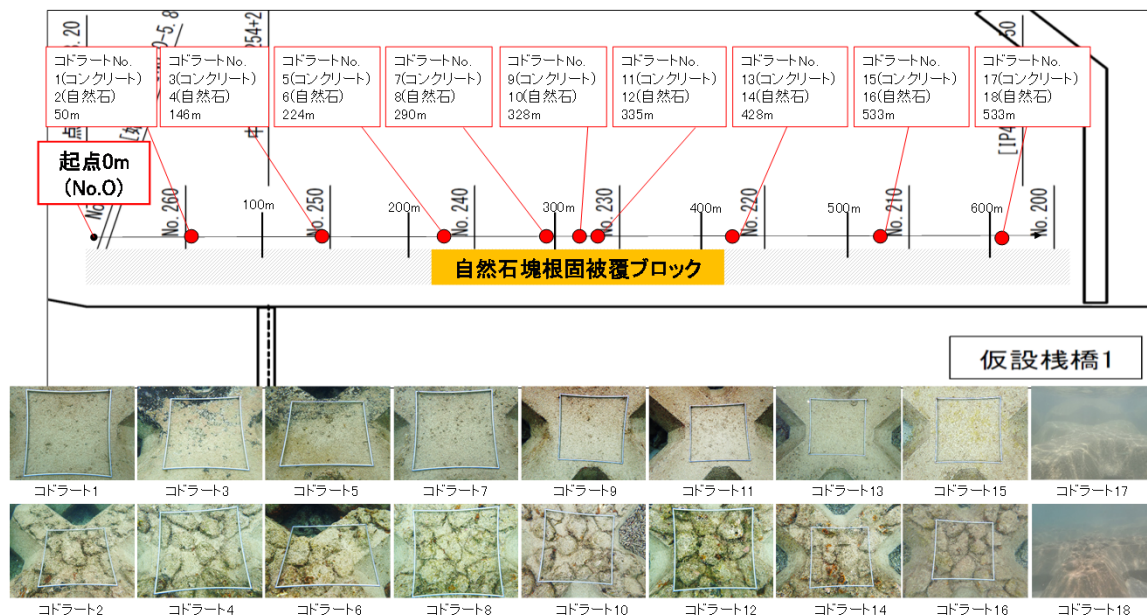 コドラートNo.
1(コンクリート)
2(自然石)
50m
コドラートNo.
3(コンクリート)
4(自然石)
146m
コドラートNo.
5(コンクリート)
6(自然石)
224m
コドラートNo.
7(コンクリート)
8(自然石)
290m
コドラートNo.
9(コンクリート)
10(自然石)
328m
コドラートNo.
11(コンクリート)
12(自然石)
335m
コドラートNo.
13(コンクリート)
14(自然石)
428m
コドラートNo.
15(コンクリート)
16(自然石)
533m
コドラートNo.
17(コンクリート)
18(自然石)
533m
3.20
0-5.8
254+2
50
[IP4
起点0m
(No.0)
No.260
100m
No.250
200m
No.240
300m
No.230
400m
No.220
500m
No.210
600m
No.200
自然石塊根固被覆ブロック
仮設桟橋1
コドラート1
コドラート3
コドラート5
コドラート7
コドラート9
コドラート11
コドラート13
コドラート15
コドラート17
コドラート2
コドラート4
コドラート6
コドラート8
コドラート10
コドラート12
コドラート14
コドラート16
コドラート18